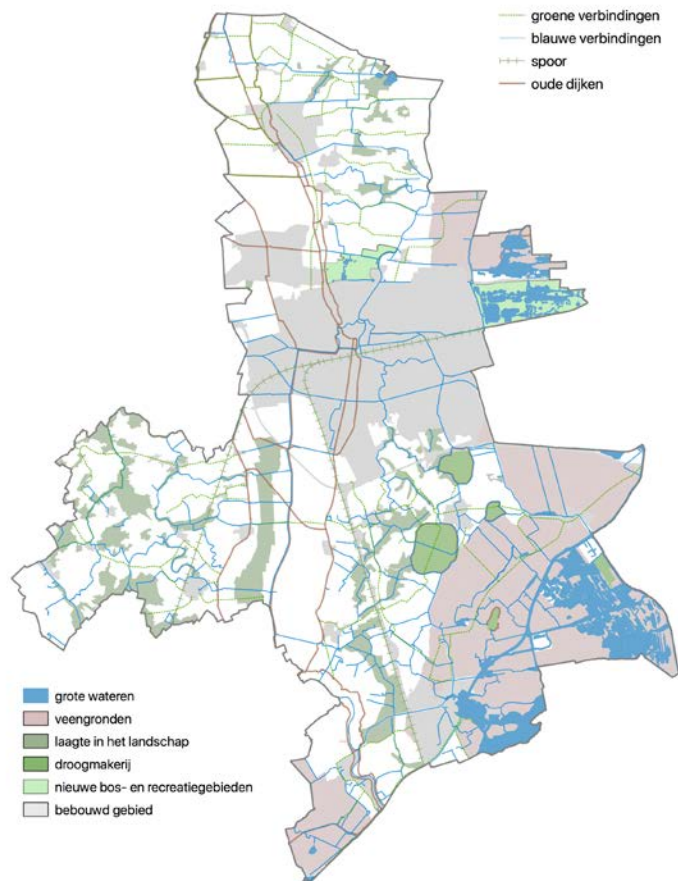 groene verbindingen
blauwe verbindingen
spoor
oude dijken
grote wateren
veengronden
laagte in het landschap
droogmakerij
nieuwe bos- en recreatiegebieden
bebouwd gebied